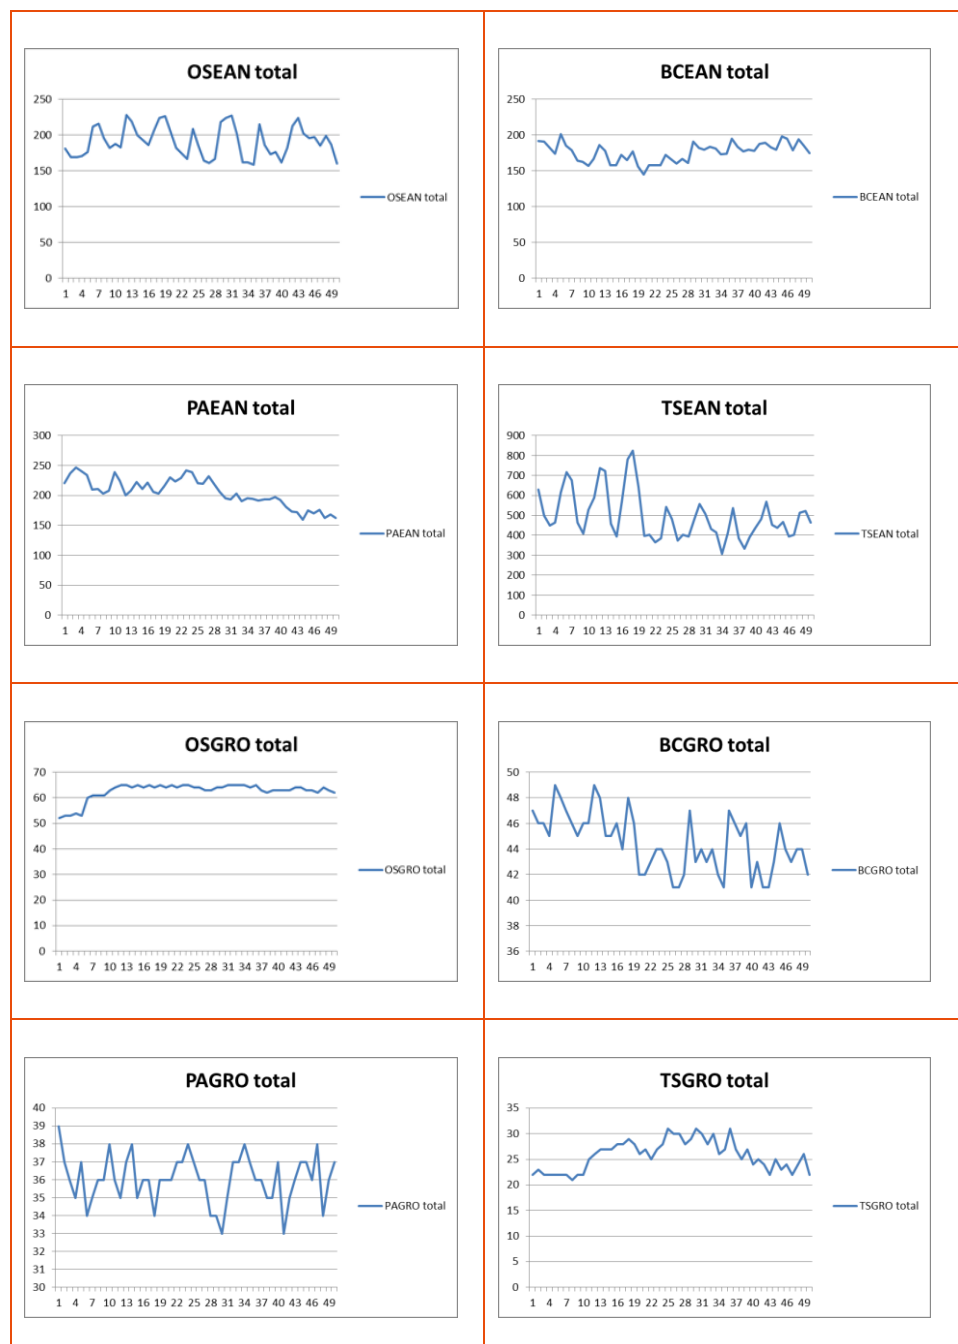 OSEAN total
250
200
150
100
50
0
1 4 7 10 13 16 19 22 25 28 31 34 37 40 43 46 49
OSEAN total
BCEAN total
250
200
150
100
50
0
1 4 7 10 13 16 19 22 25 28 31 34 37 40 43 46 49
BCEAN total
PAEAN total
300
250
200
150
100
50
0
1 4 7 10 13 16 19 22 25 28 31 34 37 40 43 46 49
PAEAN total
TSEAN total
900
800
700
600
500
400
300
200
100
0
1 4 7 10 13 16 19 22 25 28 31 34 37 40 43 46 49
TSEAN total
OSGRO total
70
60
50
40
30
20
10
0
1 4 7 10 13 16 19 22 25 28 31 34 37 40 43 46 49
OSGRO total
BCGRO total
50
48
46
44
42
40
38
36
1 4 7 10 13 16 19 22 25 28 31 34 37 40 43 46 49
BCGRO total
PAGRO total
40
39
38
37
36
35
34
33
32
31
30
1 4 7 10 13 16 19 22 25 28 31 34 37 40 43 46 49
PAGRO total
TSGRO total
35
30
25
20
15
10
5
0
1 4 7 10 13 16 19 22 25 28 31 34 37 40 43 46 49
TSGRO total